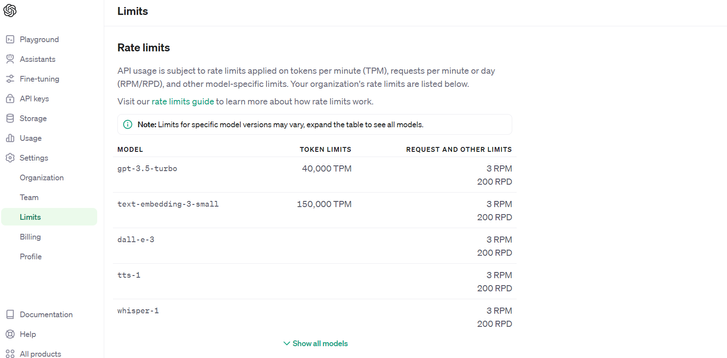 Limits
Playground
Assistants
Fine-tuning
API keys
Storage
Usage
Settings
Organization
Team
Limits
Billing
Profile
Documentation
Help
All products
Rate limits
API usage is subject to rate limits applied on tokens per minute (TPM), requests per minute or day
(RPM/RPD), and other model-specific limits. Your organization's rate limits are listed below.
Visit our rate limits guide to learn more about how rate limits work.
Note: Limits for specific model versions may vary, expand the table to see all models.
MODEL TOKEN LIMITS REQUEST AND OTHER LIMITS
gpt-3.5-turbo 40,000 TPM 3 RPM
200 RPD
text-embedding-3-small 150,000 TPM 3 RPM
200 RPD
dall-e-3 3 RPM
200 RPD
tts-1 3 RPM
200 RPD
whisper-1 3 RPM
200 RPD
Show all models